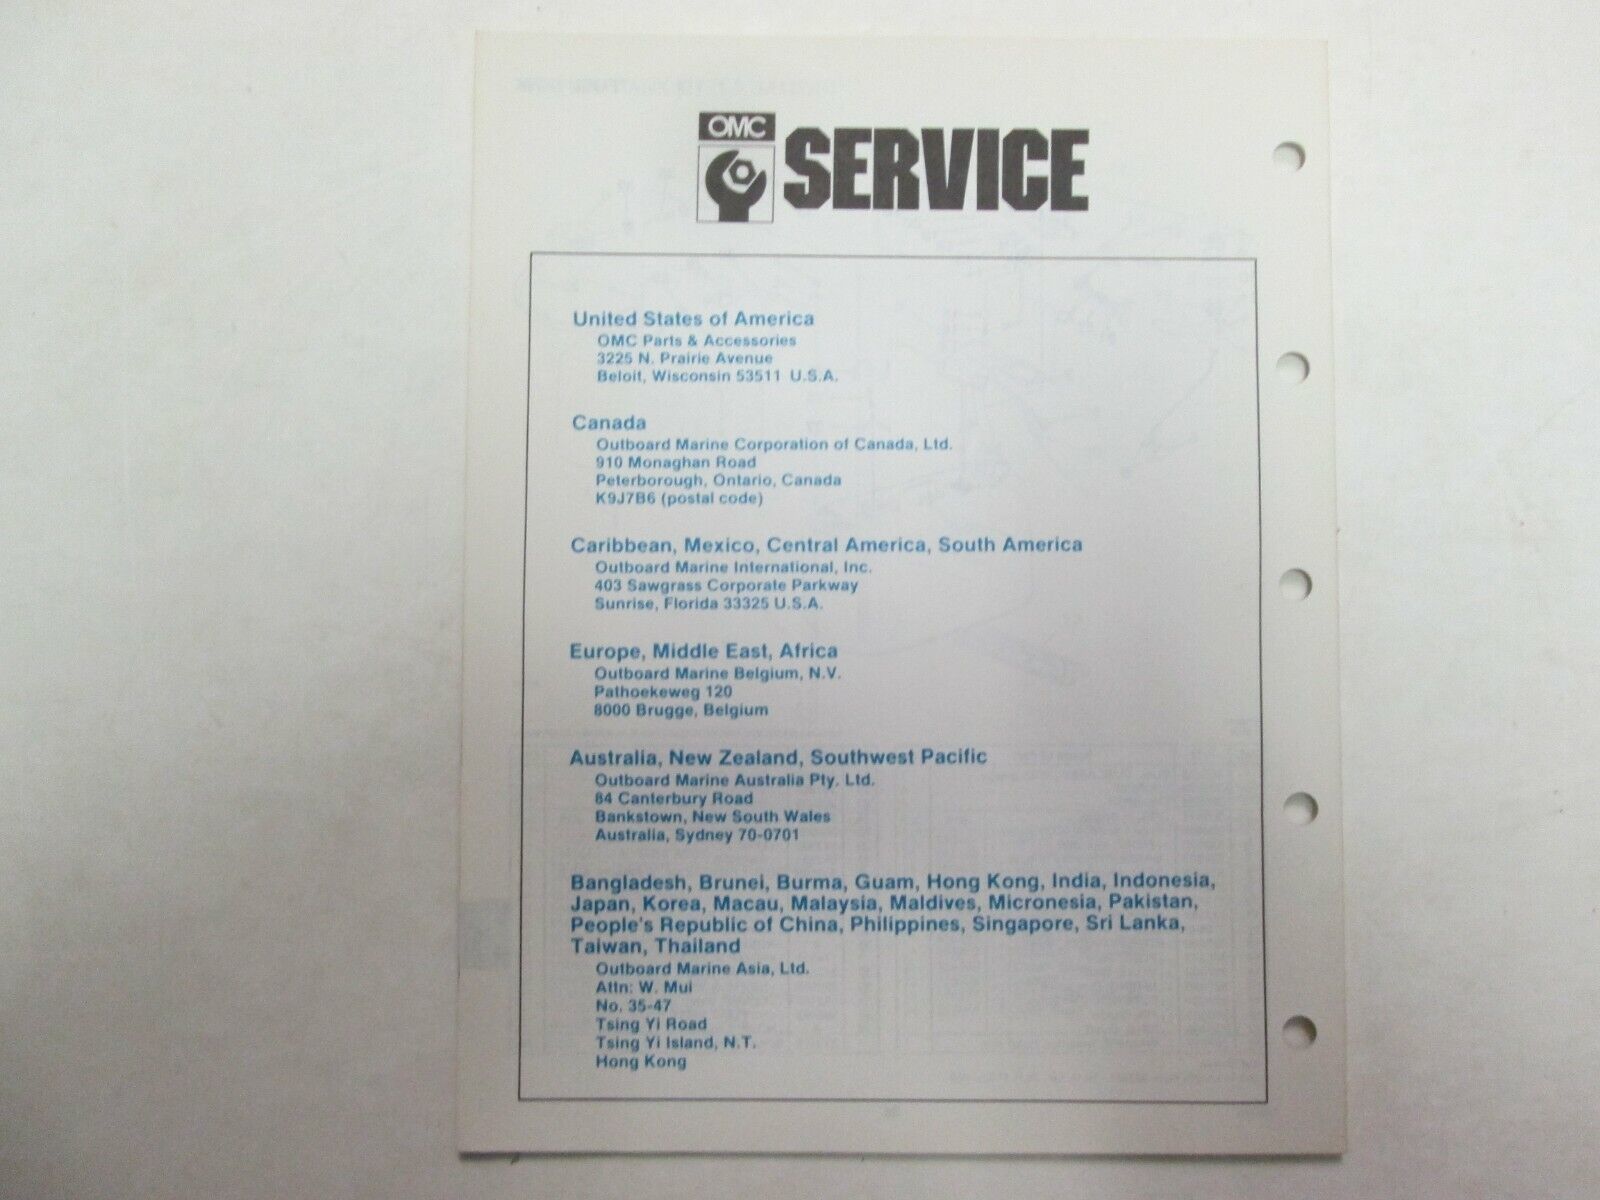 OMC
SERVICE
United States of America
OMC Parts & Accessories
3225 N. Prairie Avenue
Beloit, Wisconsin 53511 U.S.A.
Canada
Outboard Marine Corporation of Canada, Ltd.
910 Monaghan Road
Peterborough, Ontario, Canada
K9J7B6 (postal code)
Caribbean, Mexico, Central America, South America
Outboard Marine International, Inc.
403 Sawgrass Corporate Parkway
Sunrise, Florida 33325 U.S.A.
Europe, Middle East, Africa
Outboard Marine Belgium, N.V.
Pathoekeweg 120
8000 Brugge, Belgium
Australia, New Zealand, Southwest Pacific
Outboard Marine Australia Pty. Ltd.
84 Canterbury Road
Bankstown, New South Wales
Australia, Sydney 70-0701
Bangladesh, Brunei, Burma, Guam, Hong Kong, India, Indonesia,
Japan, Korea, Macau, Malaysia, Maldives, Micronesia, Pakistan,
People's Republic of China, Philippines, Singapore, Sri Lanka,
Taiwan, Thailand
Outboard Marine Asia, Ltd.
Attn: W. Mui
No. 35-47
Tsing Yi Road
Tsing Yi Island, N.T.
Hong Kong